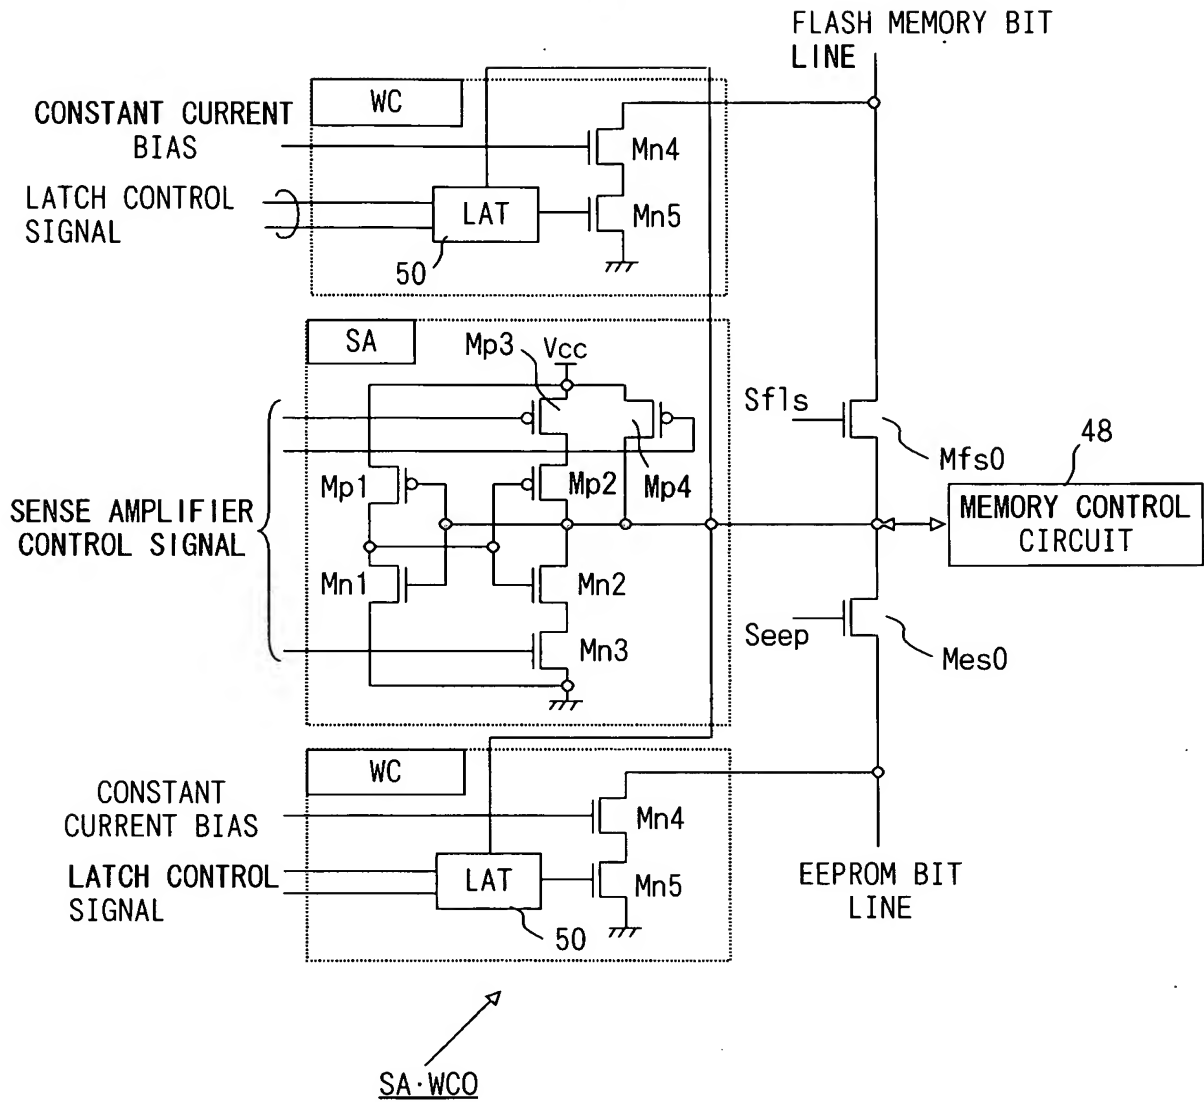 FLASH MEMORY BIT
LINE
WC
CONSTANT CURRENT
BIAS
Mn4
LATCH CONTROL
SIGNAL
LAT
Mn5
50
SA
Mp3
Vcc
Sfls
Mfs0
48
Mp1
Mp2
Mp4
SENSE AMPLIFIER
CONTROL SIGNAL
MEMORY CONTROL
CIRCUIT
Mn1
Mn2
Seep
Mn3
Mes0
WC
CONSTANT
CURRENT BIAS
Mn4
LATCH CONTROL
SIGNAL
LAT
Mn5
EEPROM BIT
LINE
50
SA·WC0